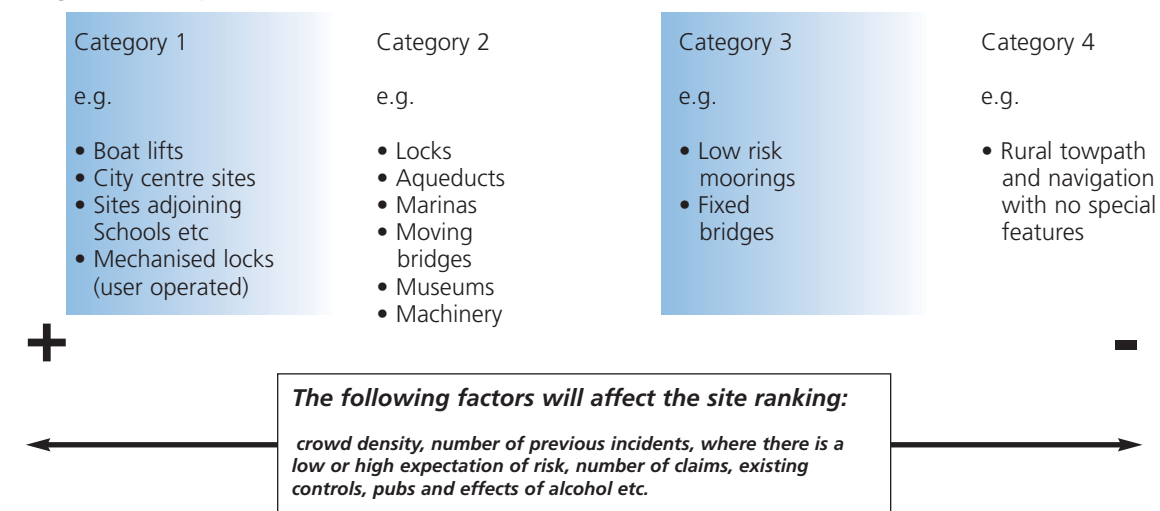 Category 1
e.g.
• Boat lifts
• City centre sites
• Sites adjoining
Schools etc
• Mechanised locks
(user operated)
Category 2
e.g.
• Locks
• Aqueducts
• Marinas
• Moving
bridges
• Museums
• Machinery
Category 3
e.g.
• Low risk
moorings
• Fixed
bridges
Category 4
e.g.
• Rural towpath
and navigation
with no special
features
+
-
The following factors will affect the site ranking:
crowd density, number of previous incidents, where there is a
low or high expectation of risk, number of claims, existing
controls, pubs and effects of alcohol etc.